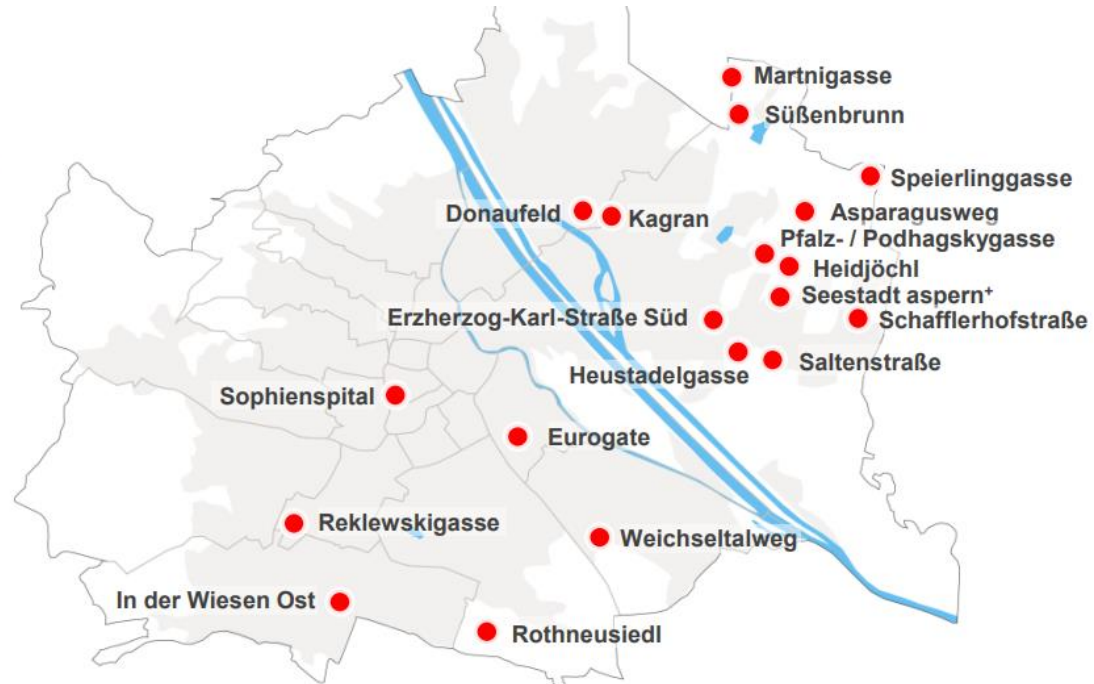 Martnigasse
Süßenbrunn
Speierlinggasse
Donaufeld
Kagran
Asparagusweg
Pfalz- / Podhagskygasse
Heidjöchl
Seestadt aspern⁺
Erzherzog-Karl-Straße Süd
Schafflerhofstraße
Heustadelgasse
Saltenstraße
Sophienspital
Eurogate
Reklewskigasse
Weichseltalweg
In der Wiesen Ost
Rothneusiedl